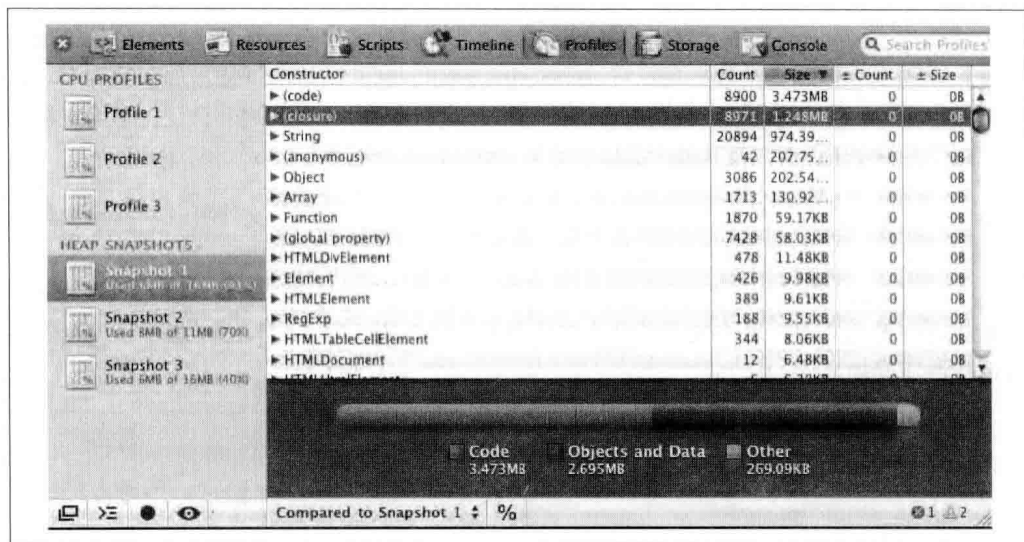 Elements Resources Scripts Timeline Profiles Storage Console Search Profiles
CPU PROFILES
Profile 1
Profile 2
Profile 3
HEAP SNAPSHOTS
Snapshot 1
Snapshot 2
Used 8MB of 11MB (70%)
Snapshot 3
Used 6MB of 16MB (40%)
Constructor Count Size ▼ ± Count ± Size
(code) 8900 3.473MB 0 0B
(closure) 8971 1.248MB 0 0B
String 20894 974.39... 0 0B
(anonymous) 42 207.75... 0 0B
Object 3086 202.54... 0 0B
Array 1713 130.92... 0 0B
Function 1870 59.17KB 0 0B
(global property) 7428 58.03KB 0 0B
HTMLDivElement 478 11.48KB 0 0B
Element 426 9.98KB 0 0B
HTMLElement 389 9.61KB 0 0B
RegExp 188 9.55KB 0 0B
HTMLTableCellElement 344 8.06KB 0 0B
HTMLDocument 12 6.48KB 0 0B
Code Objects and Data Other
3.473MB 2.695MB 269.09KB
Compared to Snapshot 1 % 1 2